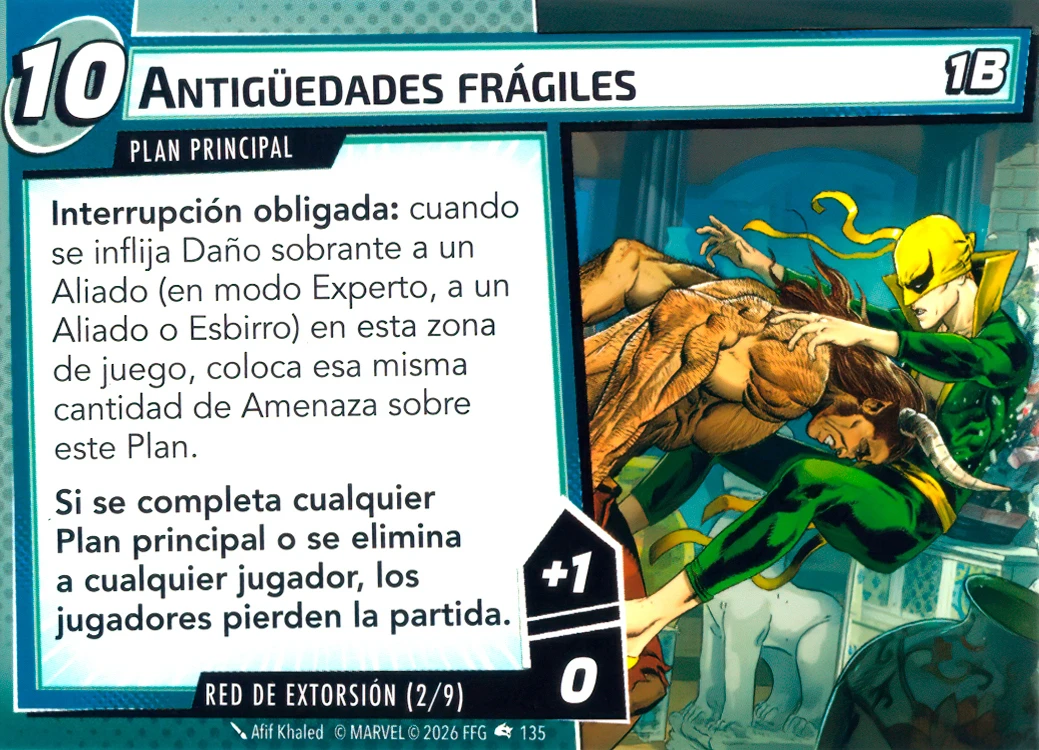 10
ANTIGÜEDADES FRÁGILES
1B
PLAN PRINCIPAL
Interrupción obligada: cuando
se inflija Daño sobrante a un
Aliado (en modo Experto, a un
Aliado o Esbirro) en esta zona
de juego, coloca esa misma
cantidad de Amenaza sobre
este Plan.
Si se completa cualquier
Plan principal o se elimina
a cualquier jugador, los
jugadores pierden la partida.
+1
0
RED DE EXTORSIÓN (2/9)
Afif Khaled © MARVEL © 2026 FFG 135